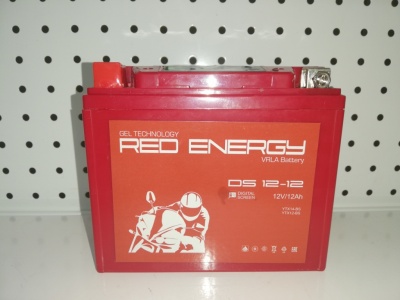 GEL TECHNOLOGY
RED ENERGY
VRLA Battery
DS 12-12
DIGITAL
SCREEN
12V/12Ah